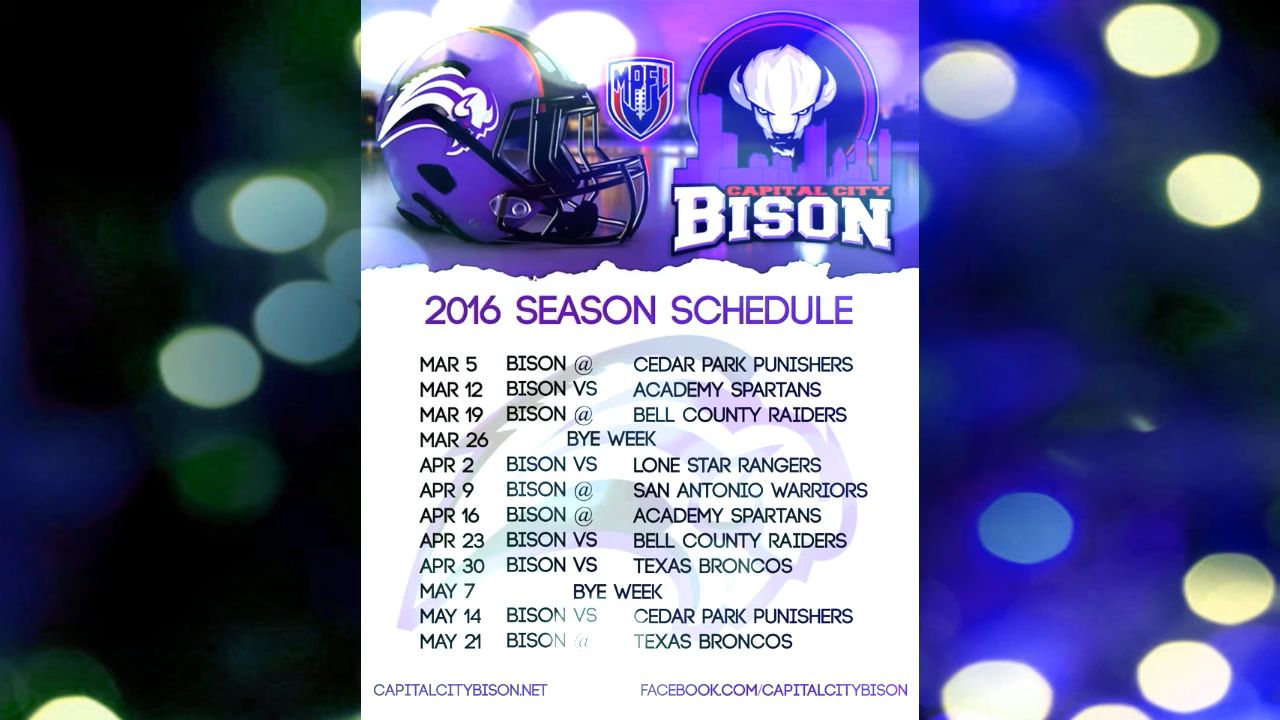 MPFL
CAPITAL CITY
BISON
2016 SEASON SCHEDULE
MAR 5 BISON @ CEDAR PARK PUNISHERS
MAR 12 BISON VS ACADEMY SPARTANS
MAR 19 BISON @ BELL COUNTY RAIDERS
MAR 26 BYE WEEK
APR 2 BISON VS LONE STAR RANGERS
APR 9 BISON @ SAN ANTONIO WARRIORS
APR 16 BISON @ ACADEMY SPARTANS
APR 23 BISON VS BELL COUNTY RAIDERS
APR 30 BISON VS TEXAS BRONCOS
MAY 7 BYE WEEK
MAY 14 BISON VS CEDAR PARK PUNISHERS
MAY 21 BISON @ TEXAS BRONCOS
CAPITALCITYBISON.NET FACEBOOK.COM/CAPITALCITYBISON